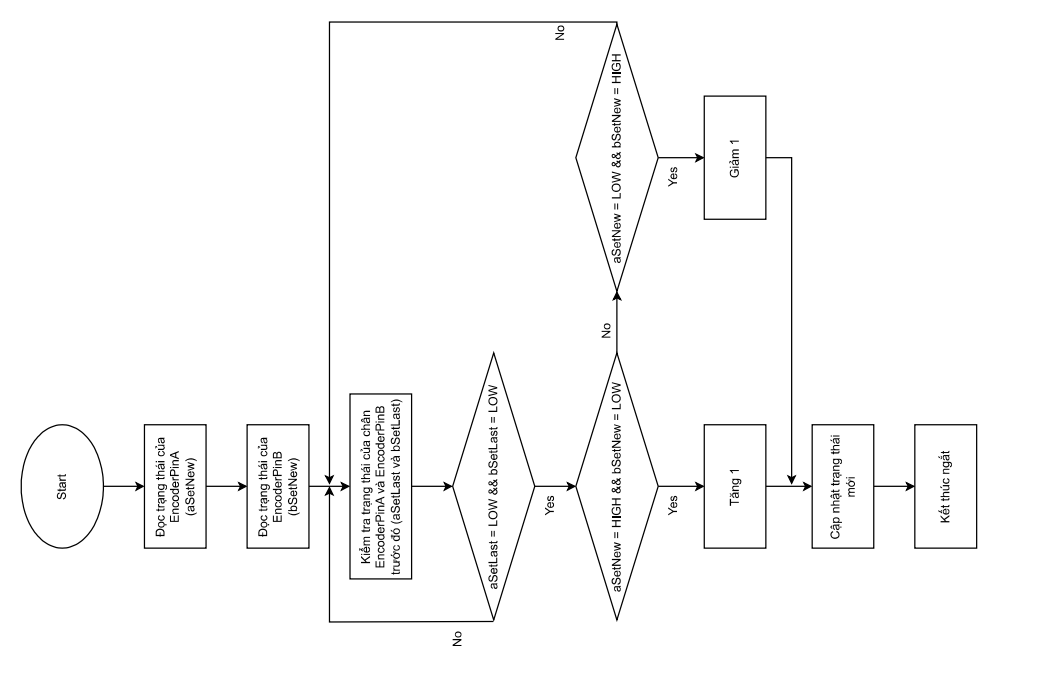 Start
Đọc trạng thái của
EncoderPinA
(aSetNew)
Đọc trạng thái của
EncoderPinB
(bSetNew)
Kiểm tra trạng thái của chân
EncoderPinA và EncoderPinB
trước đó (aSetLast và bSetLast)
aSetLast = LOW && bSetLast = LOW
No
Yes
aSetNew = HIGH && bSetNew = LOW
No
Yes
aSetNew = LOW && bSetNew = HIGH
No
Yes
Tăng 1
Giảm 1
Cập nhật trạng thái
mới
Kết thúc ngắt